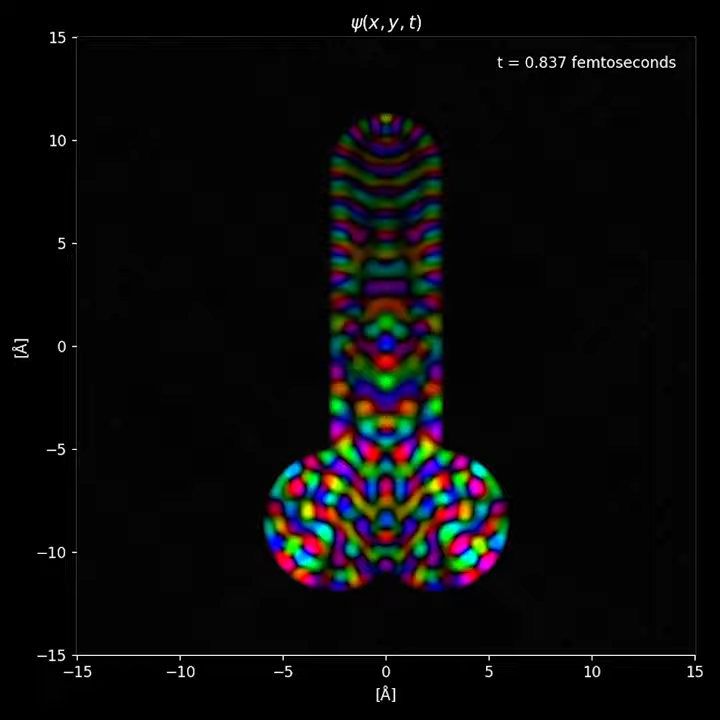 ψ(x, y, t)
t = 0.837 femtoseconds
15
10
5
0
−5
−10
−15
[Å]
−15 −10 −5 0 5 10 15
[Å]